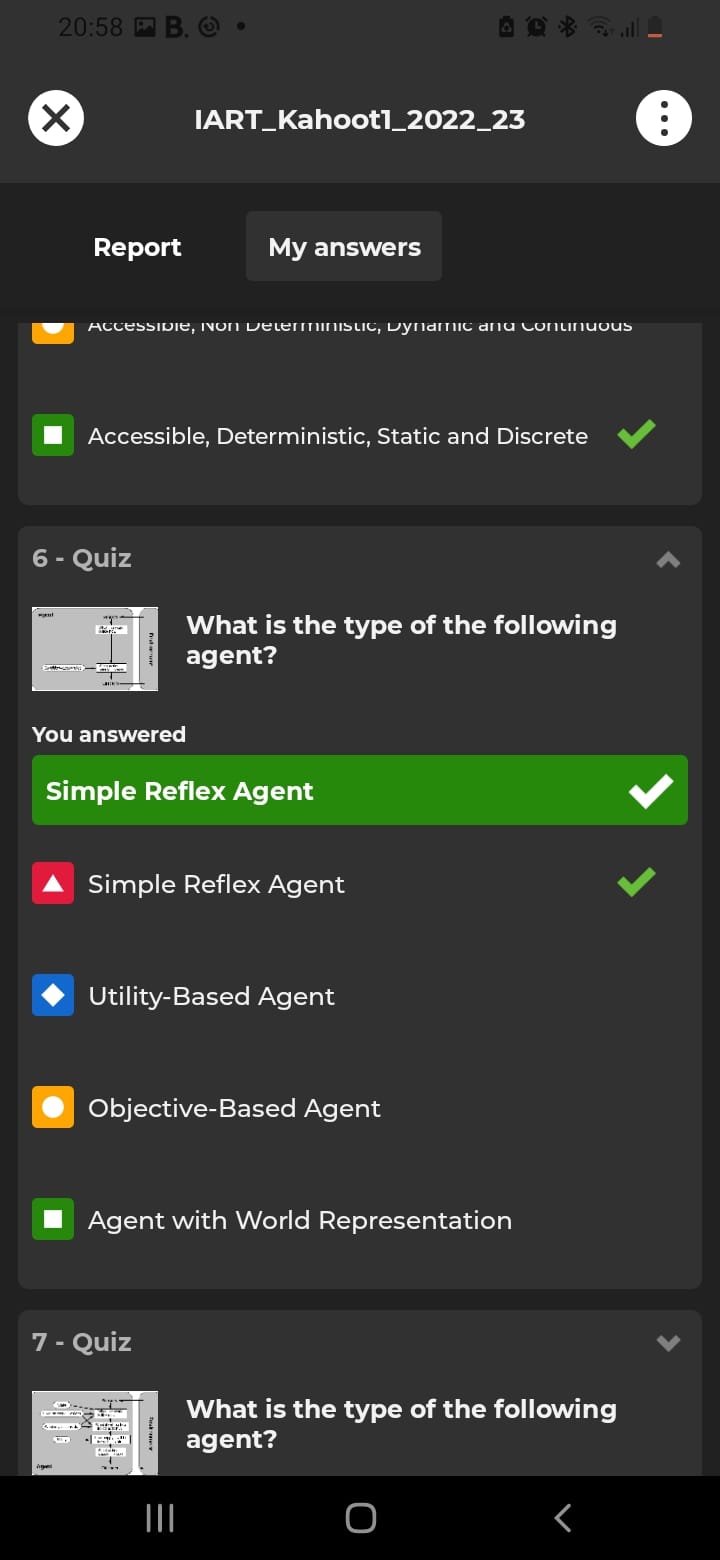 20:58 B.
IART_Kahoot1_2022_23
Report My answers
Accessible, Non Deterministic, Dynamic and Continuous
Accessible, Deterministic, Static and Discrete
6 - Quiz
What is the type of the following
agent?
You answered
Simple Reflex Agent
Simple Reflex Agent
Utility-Based Agent
Objective-Based Agent
Agent with World Representation
7 - Quiz
What is the type of the following
agent?
Agent